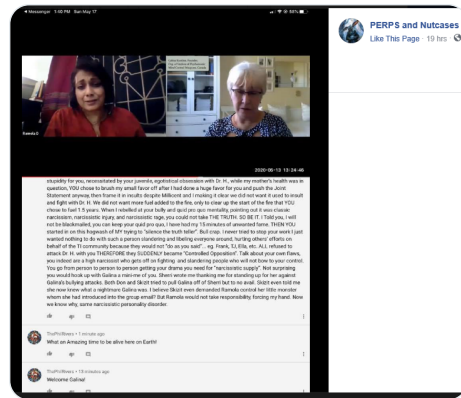 Messenger 1:40 PM Sun May 17
Ramola D
2020-05-13 13:24:46
stupidity for you, necessitated by your juvenile, egotistical obsession with Dr. H., while my mother's health was in
question, YOU chose to brush my small favor off after I had done a huge favor for you and push the Joint
Statement anyway, then frame it in insults despite Millicent and I making it clear we did not want it used to insult
and fight with Dr. H. We did not want more fuel added to the fire, only to clear up the start of the fire that YOU
chose to fuel 1.5 years. When I rebelled at your bully and quid pro quo mentality, pointing out it was classic
narcissism, narcissistic injury, and narcissistic rage, you could not take THE TRUTH. SO BE IT. I Told you, I will
not be blackmailed, you can keep your quid pro quo, I have had my 15 minutes of unwanted fame. THEN YOU
started in on this hogwash of MY trying to "silence the truth teller". Bull crap. I never tried to stop your work I just
wanted nothing to do with such a person slandering and libeling everyone around, hurting others' efforts on
behalf of the TI community because they would not "do as you said"... eg. Frank, TJ, Ella, etc. ALL refused to
attack Dr. H. with you THEREFORE they SUDDENLY became "Controlled Opposition". Talk about your own flaws,
you indeed are a high narcissist who gets off on fighting and slandering people who will not bow to your control.
You go from person to person to person getting your drama you need for "narcissistic supply". Not surprising
you would hook up with Galina a mini-me of you. Sherri wrote me thanking me for standing up for her against
Galina's bullying attacks. Both Don and Skizit tried to pull Galina off of Sherri but to no avail. Skizit even told me
she now knew what a nightmare Galina was. I believe Skizit even demanded Ramola control her little monster
whom she had introduced into the group email? But Ramola would not take responsibility forcing my hand. Now
we know why, same narcissistic personality disorder.
ThePhilfitness • 1 minute ago
What an Amazing time to be alive here on Earth!
ThePhilfitness • 18 minutes ago
Welcome Galina!
PERPS and Nutcases
Like This Page · 19 hrs ·